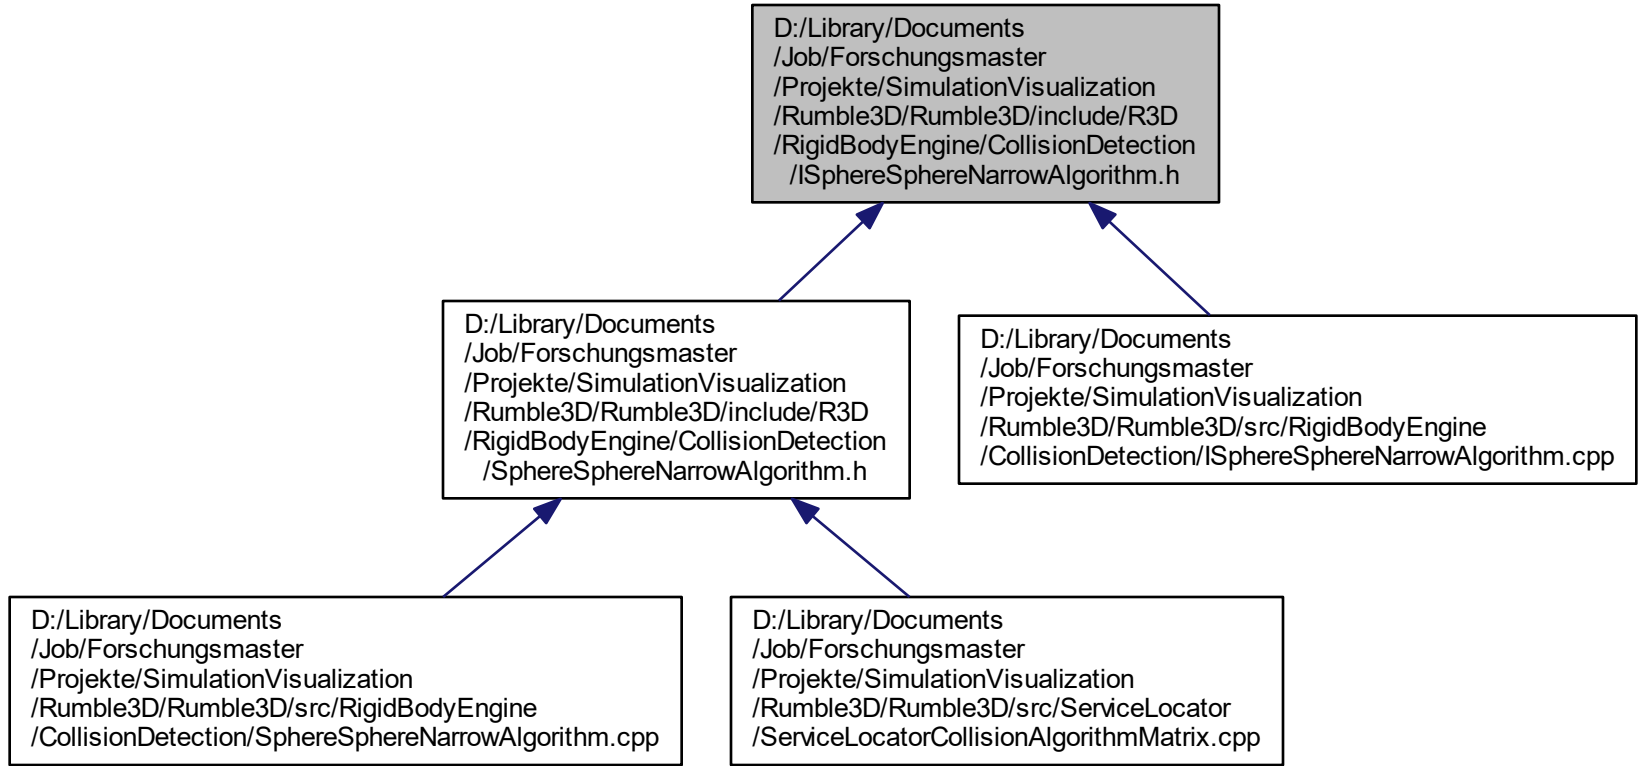 D:/Library/Documents
/Job/Forschungsmaster
/Projekte/SimulationVisualization
/Rumble3D/Rumble3D/include/R3D
/RigidBodyEngine/CollisionDetection
/ISphereSphereNarrowAlgorithm.h
D:/Library/Documents
/Job/Forschungsmaster
/Projekte/SimulationVisualization
/Rumble3D/Rumble3D/include/R3D
/RigidBodyEngine/CollisionDetection
/SphereSphereNarrowAlgorithm.h
D:/Library/Documents
/Job/Forschungsmaster
/Projekte/SimulationVisualization
/Rumble3D/Rumble3D/src/RigidBodyEngine
/CollisionDetection/ISphereSphereNarrowAlgorithm.cpp
D:/Library/Documents
/Job/Forschungsmaster
/Projekte/SimulationVisualization
/Rumble3D/Rumble3D/src/RigidBodyEngine
/CollisionDetection/SphereSphereNarrowAlgorithm.cpp
D:/Library/Documents
/Job/Forschungsmaster
/Projekte/SimulationVisualization
/Rumble3D/Rumble3D/src/ServiceLocator
/ServiceLocatorCollisionAlgorithmMatrix.cpp